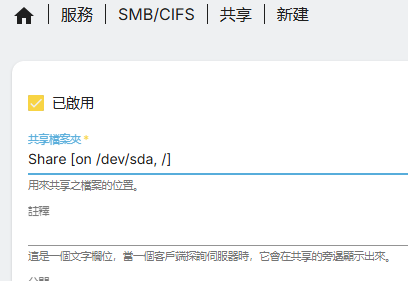 服務 | SMB/CIFS | 共享 | 新建
已啟用
共享檔案夾 *
Share [on /dev/sda, /]
用來共享之檔案的位置。
註釋
這是一個文字欄位，當一個客戶端探詢伺服器時，它會在共享的旁邊顯示出來。